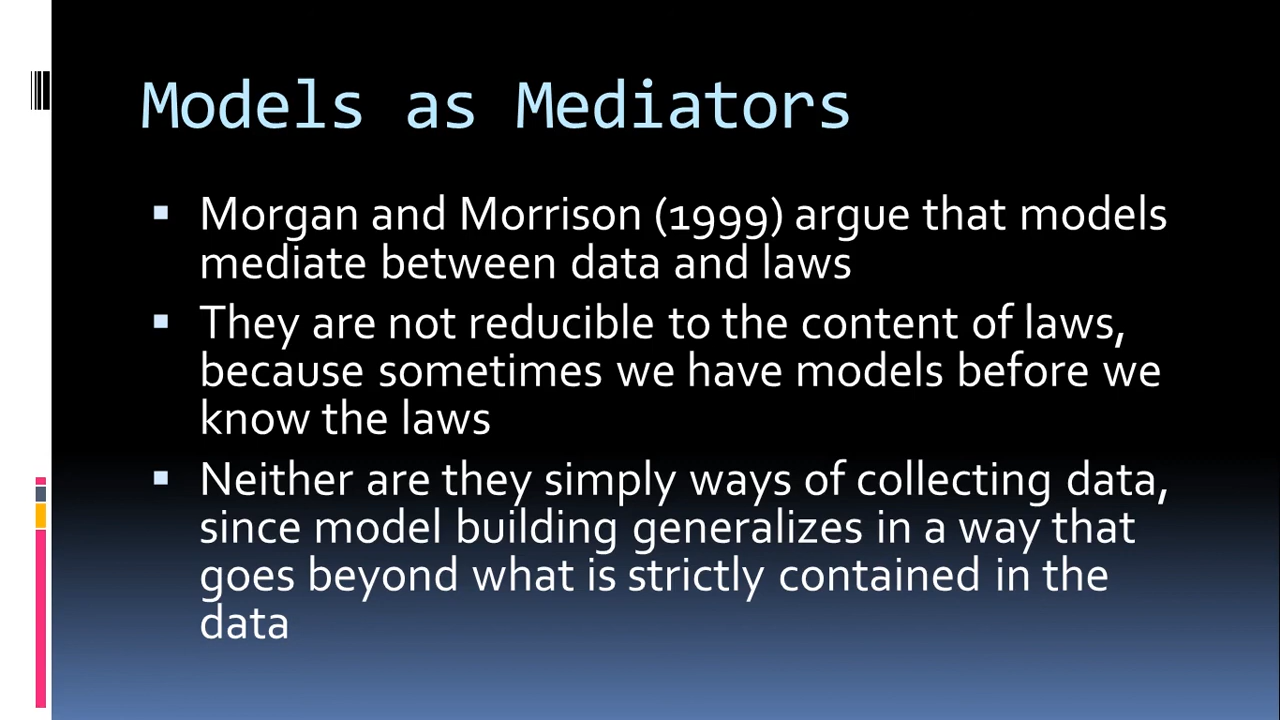 Models as Mediators
▪ Morgan and Morrison (1999) argue that models
mediate between data and laws
▪ They are not reducible to the content of laws,
because sometimes we have models before we
know the laws
▪ Neither are they simply ways of collecting data,
since model building generalizes in a way that
goes beyond what is strictly contained in the
data